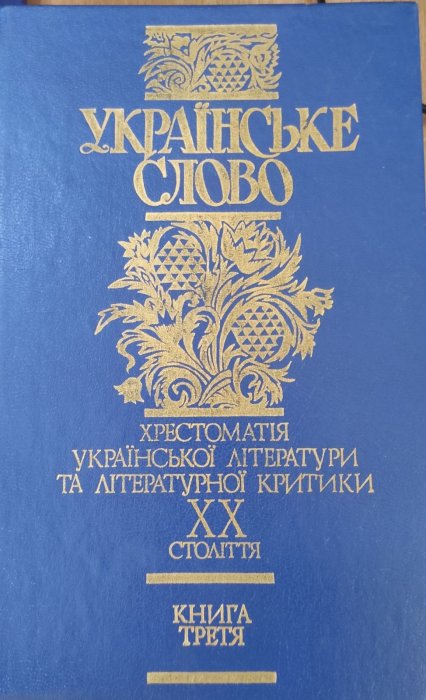 УКРАЇНСЬКЕ
СЛОВО
ХРЕСТОМАТІЯ
УКРАЇНСЬКОЇ ЛІТЕРАТУРИ
ТА ЛІТЕРАТУРНОЇ КРИТИКИ
XX
СТОЛІТТЯ
КНИГА
ТРЕТЯ